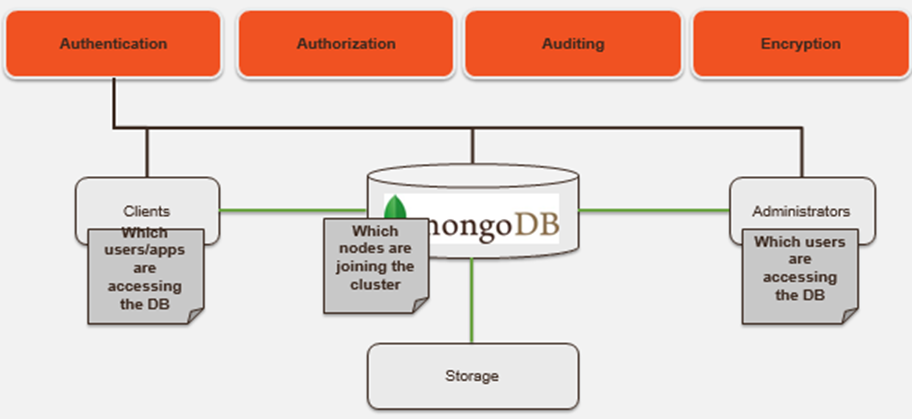 Authentication
Authorization
Auditing
Encryption
Clients
Which
users/apps
are
accessing
the DB
mongoDB
Which
nodes are
joining the
cluster
Administrators
Which users
are
accessing
the DB
Storage